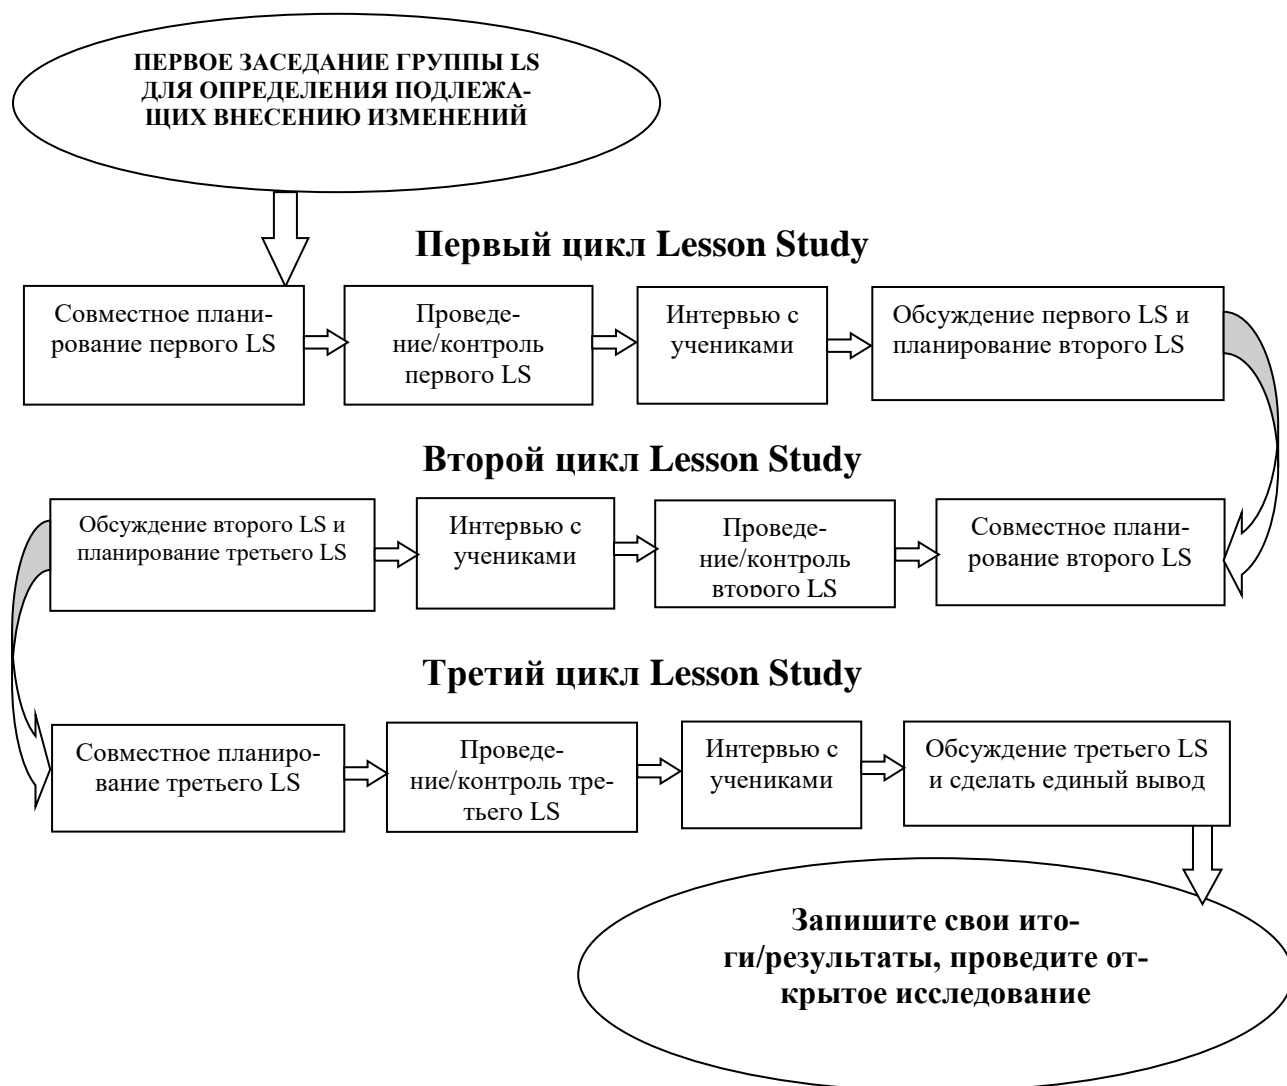 ПЕРВОЕ ЗАСЕДАНИЕ ГРУППЫ LS
ДЛЯ ОПРЕДЕЛЕНИЯ ПОДЛЕЖА-
ЩИХ ВНЕСЕНИЮ ИЗМЕНЕНИЙ
Первый цикл Lesson Study
Совместное плани-
рование первого LS
Проведе-
ние/контроль
первого LS
Интервью с
учениками
Обсуждение первого LS и
планирование второго LS
Второй цикл Lesson Study
Обсуждение второго LS и
планирование третьего LS
Интервью с
учениками
Проведе-
ние/контроль
второго LS
Совместное плани-
рование второго LS
Третий цикл Lesson Study
Совместное планиро-
вание третьего LS
Проведе-
ние/контроль тре-
тьего LS
Интервью с
учениками
Обсуждение третьего LS
и сделать единый вывод
Запишите свои ито-
ги/результаты, проведите от-
крытое исследование